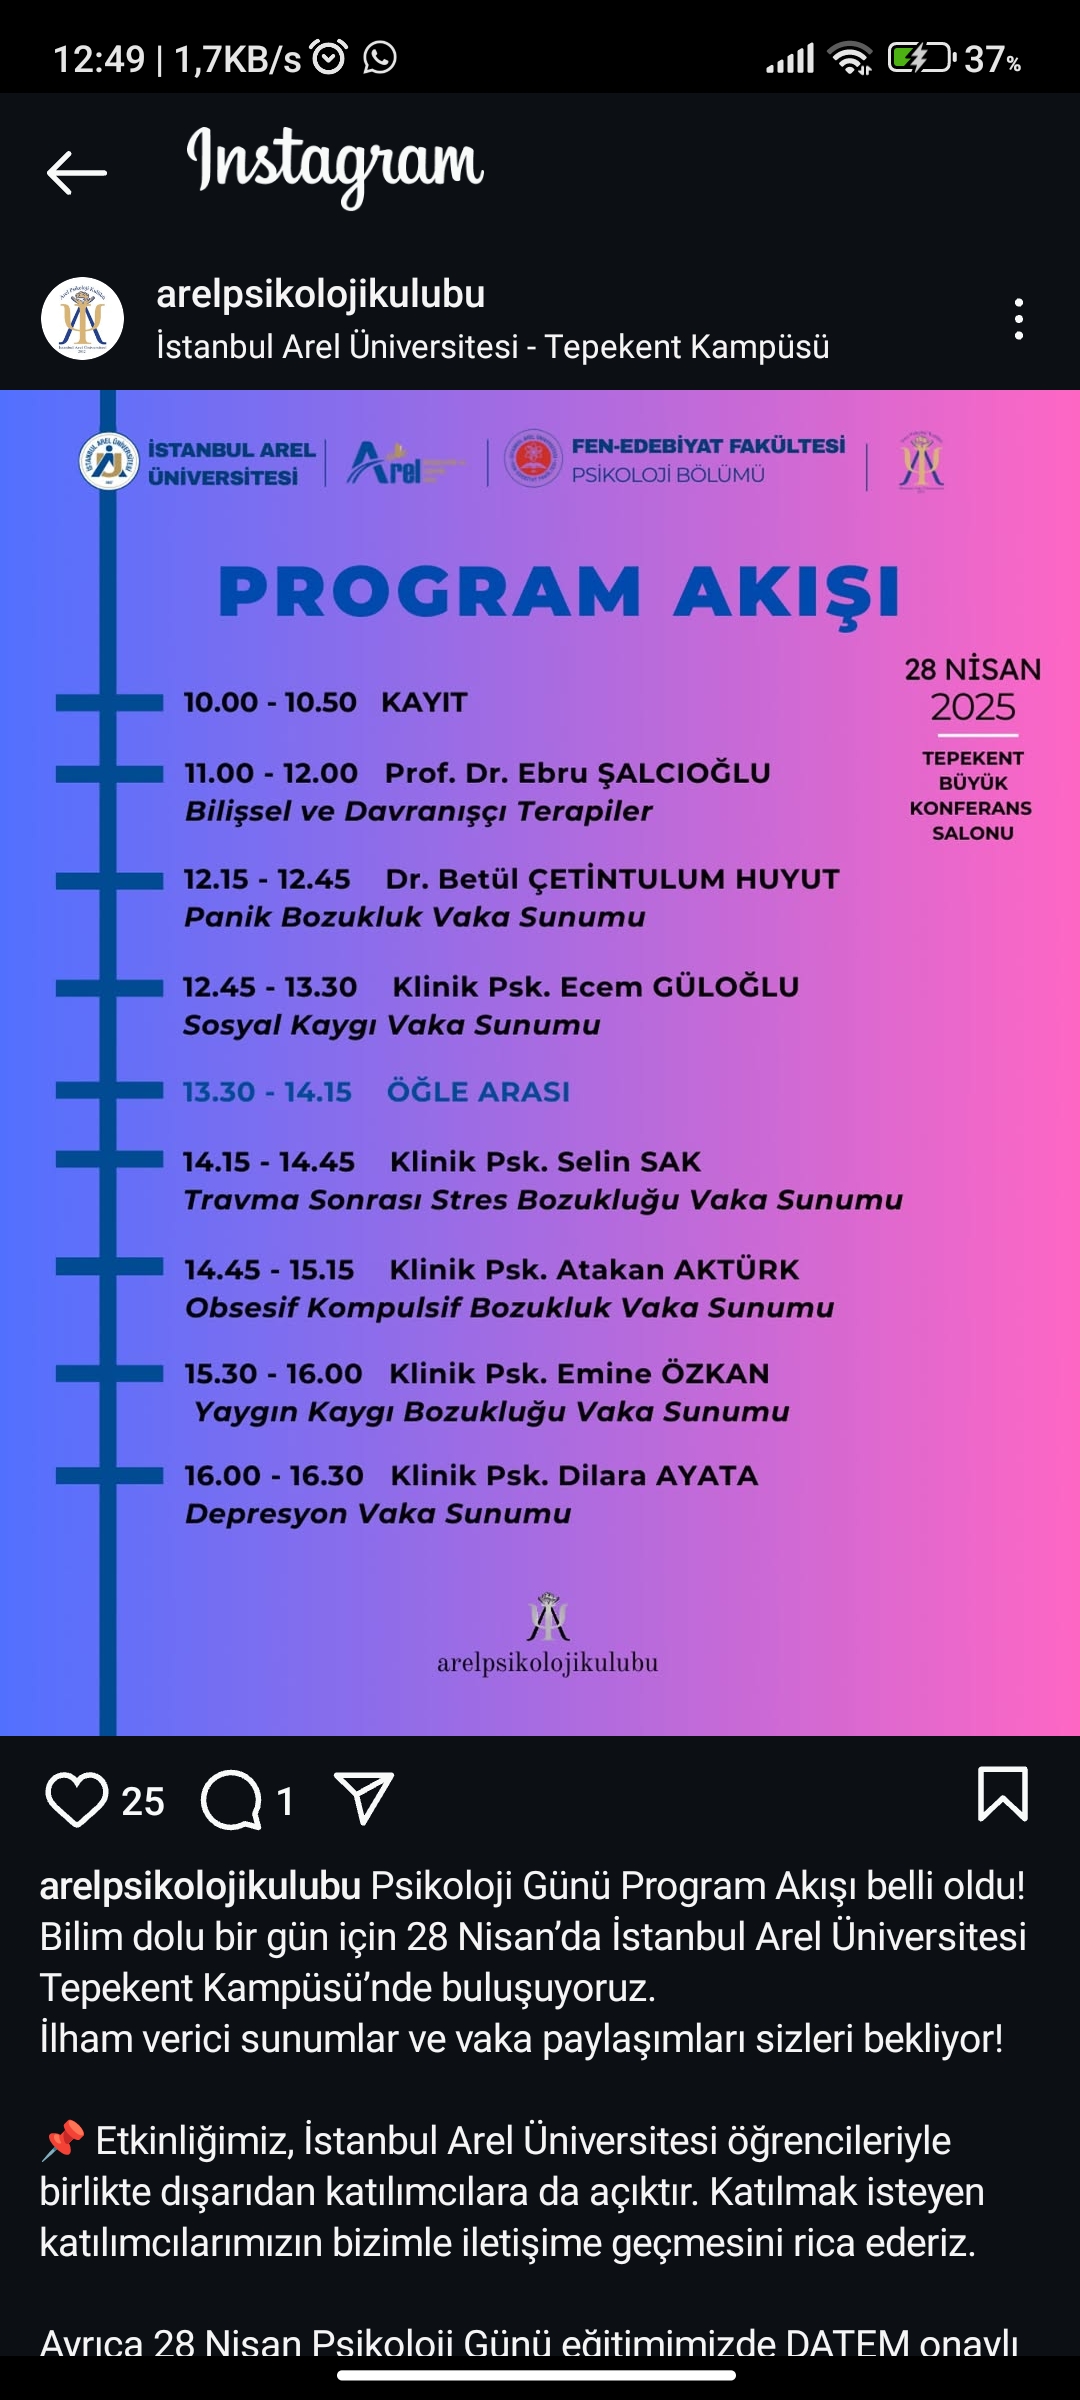 12:49 | 1,7KB/s
37%
Instagram
arelpsikolojikulubu
İstanbul Arel Üniversitesi - Tepekent Kampüsü
İSTANBUL AREL
ÜNİVERSİTESİ
Arel
FEN-EDEBİYAT FAKÜLTESİ
PSİKOLOJİ BÖLÜMÜ
PROGRAM AKIŞI
28 NİSAN
2025
TEPEKENT
BÜYÜK
KONFERANS
SALONU
10.00 - 10.50 KAYIT
11.00 - 12.00 Prof. Dr. Ebru ŞALCIOĞLU
Bilişsel ve Davranışçı Terapiler
12.15 - 12.45 Dr. Betül ÇETİNTULUM HUYUT
Panik Bozukluk Vaka Sunumu
12.45 - 13.30 Klinik Psk. Ecem GÜLOĞLU
Sosyal Kaygı Vaka Sunumu
13.30 - 14.15 ÖĞLE ARASI
14.15 - 14.45 Klinik Psk. Selin SAK
Travma Sonrası Stres Bozukluğu Vaka Sunumu
14.45 - 15.15 Klinik Psk. Atakan AKTÜRK
Obsesif Kompulsif Bozukluk Vaka Sunumu
15.30 - 16.00 Klinik Psk. Emine ÖZKAN
Yaygın Kaygı Bozukluğu Vaka Sunumu
16.00 - 16.30 Klinik Psk. Dilara AYATA
Depresyon Vaka Sunumu
arelpsikolojikulubu
25
1
arelpsikolojikulubu Psikoloji Günü Program Akışı belli oldu!
Bilim dolu bir gün için 28 Nisan’da İstanbul Arel Üniversitesi
Tepekent Kampüsü’nde buluşuyoruz.
İlham verici sunumlar ve vaka paylaşımları sizleri bekliyor!
📌 Etkinliğimiz, İstanbul Arel Üniversitesi öğrencileriyle
birlikte dışarıdan katılımcılara da açıktır. Katılmak isteyen
katılımcılarımızın bizimle iletişime geçmesini rica ederiz.
Ayrıca 28 Nisan Psikoloji Günü eğitimimizde DATEM onaylı